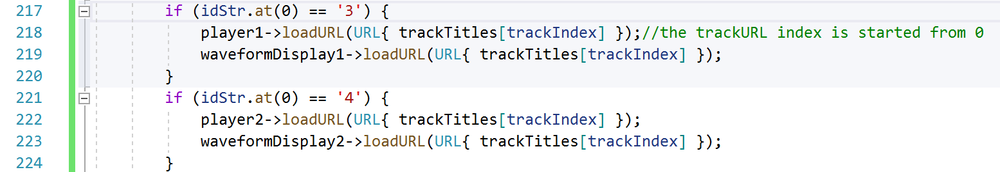 217 if (idStr.at(0) == '3') {
218 player1->loadURL(URL{ trackTitles[trackIndex] });//the trackURL index is started from 0
219 waveformDisplay1->loadURL(URL{ trackTitles[trackIndex] });
220 }
221 if (idStr.at(0) == '4') {
222 player2->loadURL(URL{ trackTitles[trackIndex] });
223 waveformDisplay2->loadURL(URL{ trackTitles[trackIndex] });
224 }